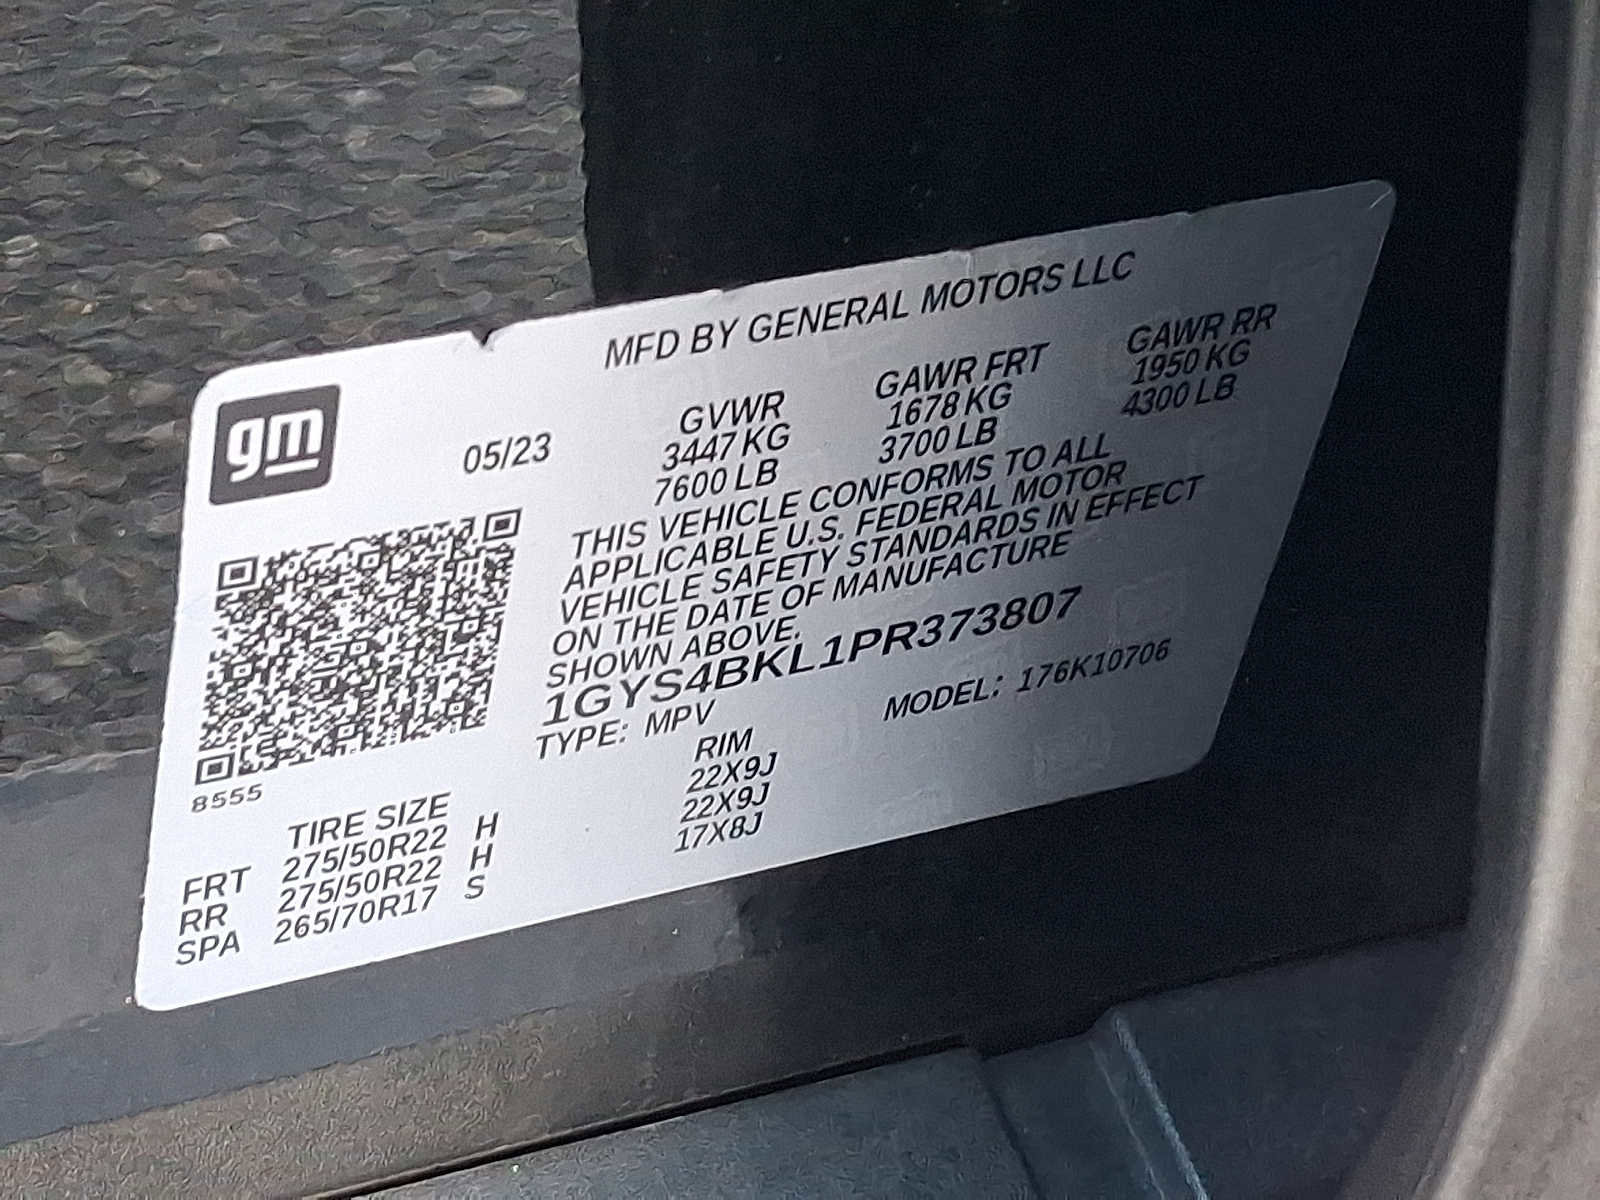 MFD BY GENERAL MOTORS LLC
gm
05/23
GVWR GAWR FRT GAWR RR
3447 KG 1678 KG 1950 KG
7600 LB 3700 LB 4300 LB
THIS VEHICLE CONFORMS TO ALL
APPLICABLE U.S. FEDERAL MOTOR
VEHICLE SAFETY STANDARDS IN EFFECT
ON THE DATE OF MANUFACTURE
SHOWN ABOVE.
1GYS4BKL1PR373807
TYPE: MPV MODEL: 176K10706
8555
TIRE SIZE RIM
FRT 275/50R22 H 22X9J
RR 275/50R22 H 22X9J
SPA 265/70R17 S 17X8J